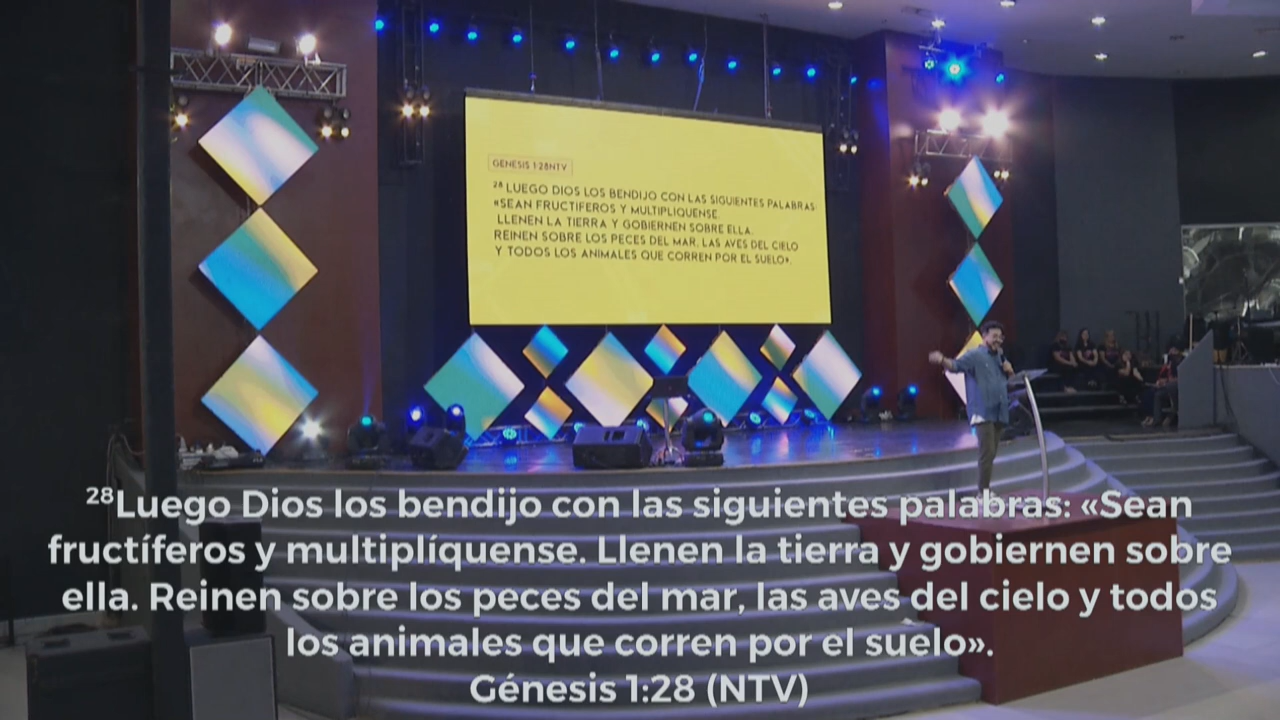 GÉNESIS 1:28NTV
28 LUEGO DIOS LOS BENDIJO CON LAS SIGUIENTES PALABRAS:
«SEAN FRUCTIFEROS Y MULTIPLIQUENSE.
LLENEN LA TIERRA Y GOBIERNEN SOBRE ELLA.
REINEN SOBRE LOS PECES DEL MAR, LAS AVES DEL CIELO
Y TODOS LOS ANIMALES QUE CORREN POR EL SUELO».
28Luego Dios los bendijo con las siguientes palabras: «Sean
fructíferos y multiplíquense. Llenen la tierra y gobiernen sobre
ella. Reinen sobre los peces del mar, las aves del cielo y todos
los animales que corren por el suelo».
Génesis 1:28 (NTV)